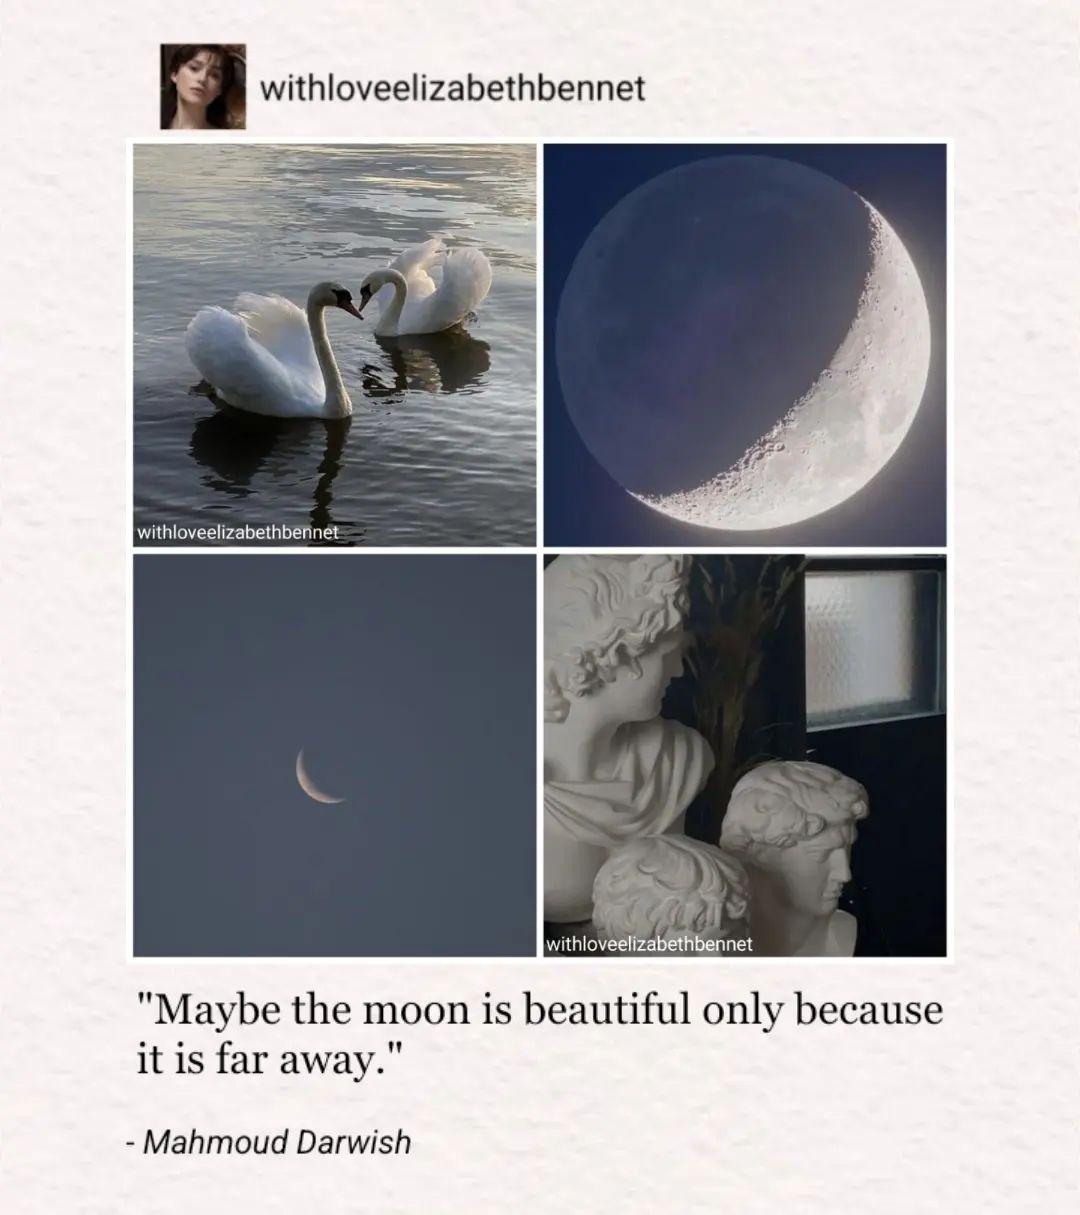 withloveelizabethbennet
withloveelizabethbennet
withloveelizabethbennet
"Maybe the moon is beautiful only because
it is far away."
- Mahmoud Darwish